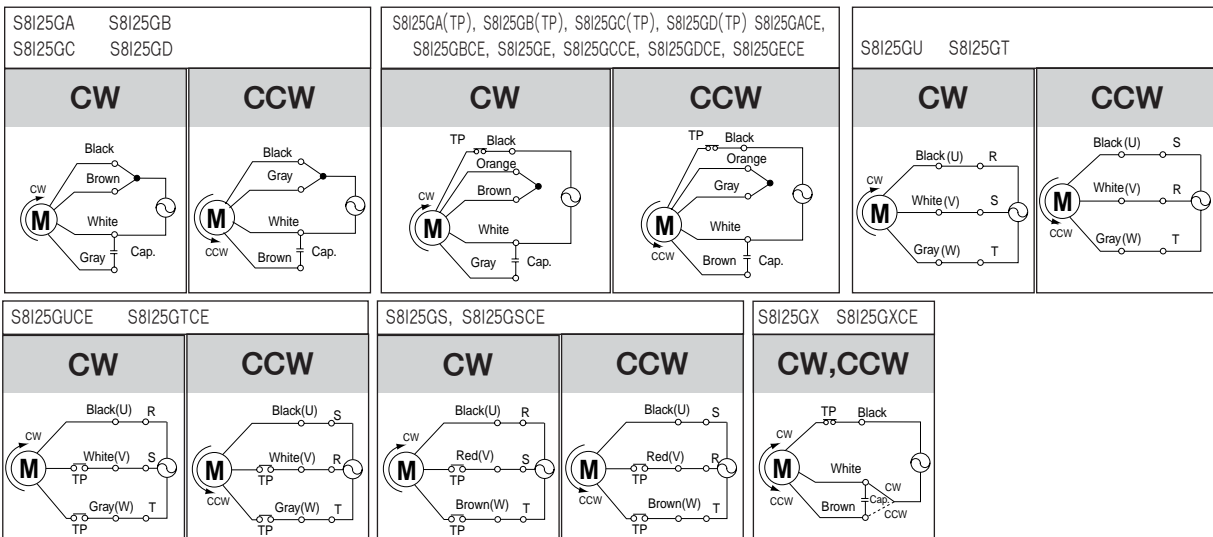 S8I25GA S8I25GB
S8I25GC S8I25GD
CW CCW
Black
Brown
CW
M
White
Gray Cap.
Black
Gray
M
White
CCW
Brown Cap.
S8I25GA(TP), S8I25GB(TP), S8I25GC(TP), S8I25GD(TP) S8I25GACE,
S8I25GBCE, S8I25GE, S8I25GCCE, S8I25GDCE, S8I25GECE
CW CCW
TP Black
Orange
Brown
CW
M
White
Gray Cap.
TP Black
Orange
Gray
M
White
CCW
Brown Cap.
S8I25GU S8I25GT
CW CCW
Black(U) R
CW
M
White(V) S
Gray(W) T
Black(U) S
White(V) R
M
CCW
Gray(W) T
S8I25GUCE S8I25GTCE
CW CCW
Black(U) R
CW
White(V) S
M
TP
Gray(W) T
TP
Black(U) S
White(V) R
M
TP
CCW
Gray(W) T
TP
S8I25GS, S8I25GSCE
CW CCW
Black(U) R
CW
Red(V) S
M
TP
Brown(W) T
TP
Black(U) S
Red(V) R
M
TP
CCW
Brown(W) T
TP
S8I25GX S8I25GXCE
CW,CCW
TP Black
CW
M
White
CW
Cap.
CCW
Brown
CCW